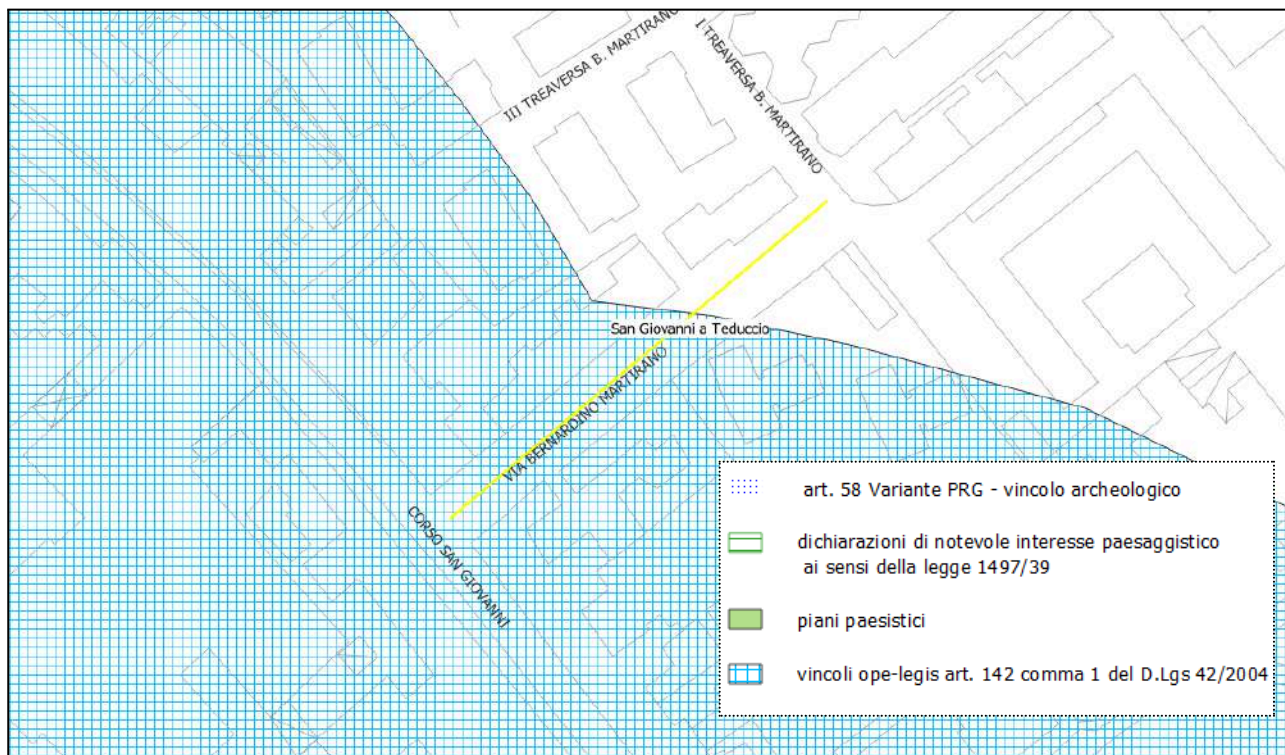 III TREAVERSA B. MARTIRANO
I TREAVERSA B. MARTIRANO
San Giovanni a Teduccio
VIA BERNARDINO MARTIRANO
CORSO SAN GIOVANNI
art. 58 Variante PRG - vincolo archeologico
dichiarazioni di notevole interesse paesaggistico
ai sensi della legge 1497/39
piani paesistici
vincoli ope-legis art. 142 comma 1 del D.Lgs 42/2004